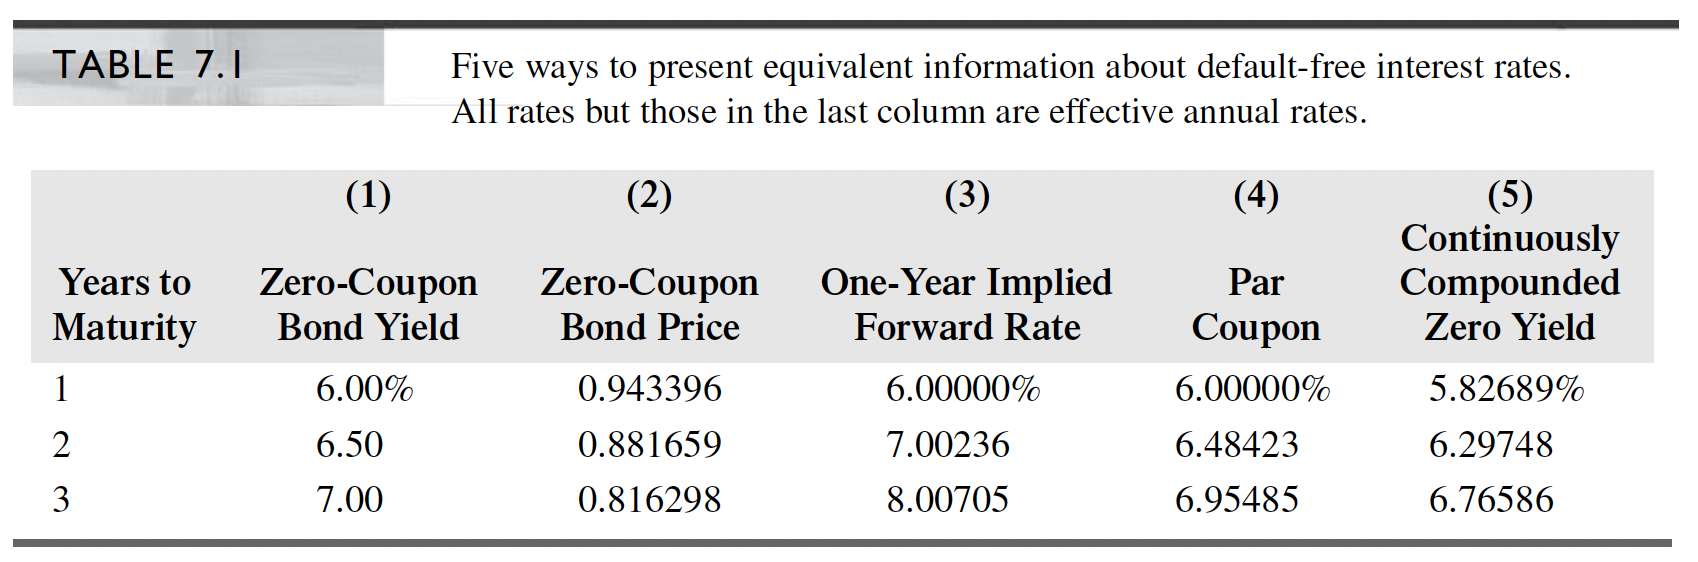 TABLE 7.1
Five ways to present equivalent information about default-free interest rates.
All rates but those in the last column are effective annual rates.
(1) (2) (3) (4) (5)
Continuously
Years to Zero-Coupon Zero-Coupon One-Year Implied Par Compounded
Maturity Bond Yield Bond Price Forward Rate Coupon Zero Yield
1 6.00% 0.943396 6.00000% 6.00000% 5.82689%
2 6.50 0.881659 7.00236 6.48423 6.29748
3 7.00 0.816298 8.00705 6.95485 6.76586